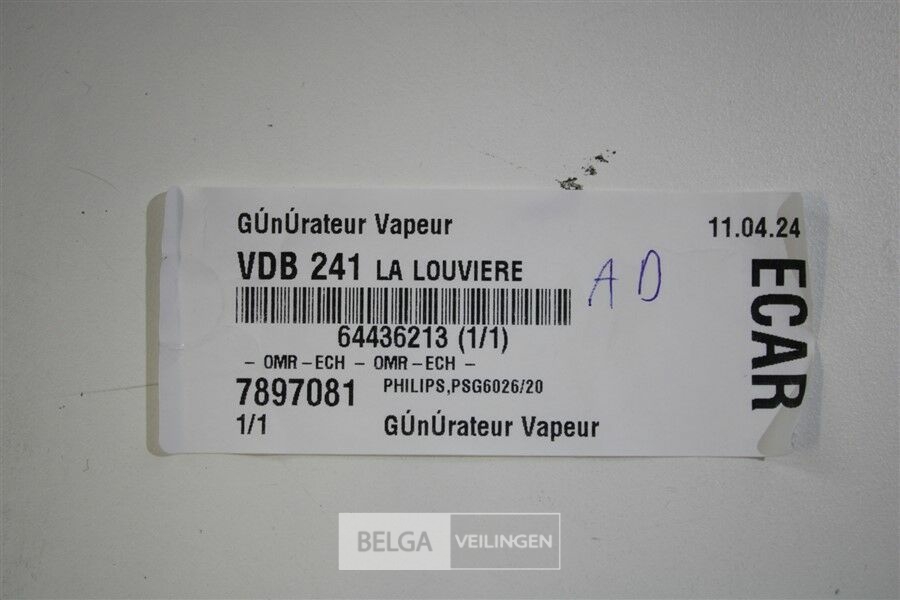 GÚnÚrateur Vapeur 11.04.24
VDB 241 LA LOUVIERE
AD
ECAR
64436213 (1/1)
- OMR-ECH - OMR-ECH -
7897081 PHILIPS,PSG6026/20
1/1 GÚnÚrateur Vapeur
BELGA VEILINGEN